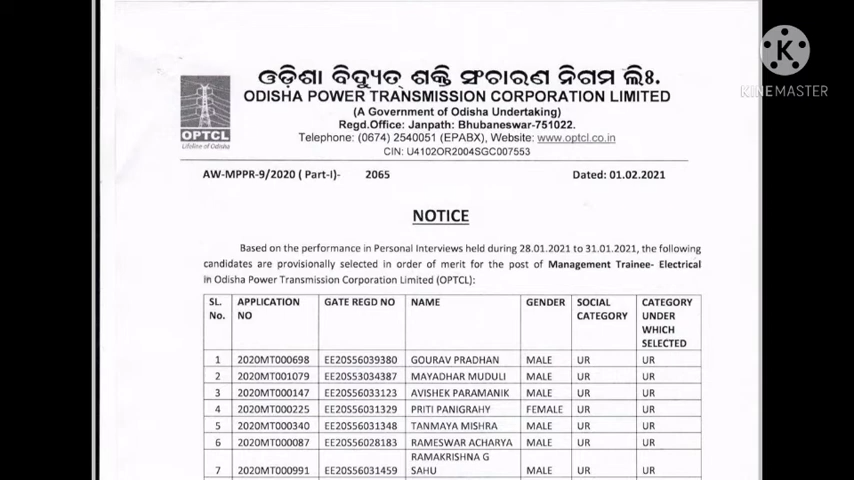 K
KINEMASTER
ଓଡ଼ିଶା ବିଦ୍ୟୁତ୍ ଶକ୍ତି ସଂଚାରଣ ନିଗମ ଲିଃ.
ODISHA POWER TRANSMISSION CORPORATION LIMITED
(A Government of Odisha Undertaking)
Regd.Office: Janpath: Bhubaneswar-751022.
Telephone: (0674) 2540051 (EPABX), Website: www.optcl.co.in
CIN: U4102OR2004SGC007553
OPTCL
Lifeline of Odisha
AW-MPPR-9/2020 ( Part-I)- 2065 Dated: 01.02.2021
NOTICE
Based on the performance in Personal Interviews held during 28.01.2021 to 31.01.2021, the following
candidates are provisionally selected in order of merit for the post of Management Trainee- Electrical
in Odisha Power Transmission Corporation Limited (OPTCL):
SL. No. APPLICATION NO GATE REGD NO NAME GENDER SOCIAL CATEGORY CATEGORY UNDER WHICH SELECTED
1 2020MT000698 EE20S56039380 GOURAV PRADHAN MALE UR UR
2 2020MT001079 EE20S53034387 MAYADHAR MUDULI MALE UR UR
3 2020MT000147 EE20S56033123 AVISHEK PARAMANIK MALE UR UR
4 2020MT000225 EE20S56031329 PRITI PANIGRAHY FEMALE UR UR
5 2020MT000340 EE20S56031348 TANMAYA MISHRA MALE UR UR
6 2020MT000087 EE20S56028183 RAMESWAR ACHARYA MALE UR UR
7 2020MT000991 EE20S56031459 RAMAKRISHNA G SAHU MALE UR UR